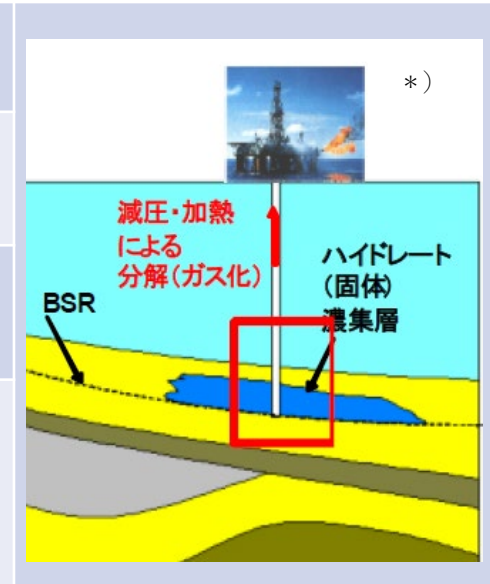 *)
減圧・加熱
による
分解(ガス化)
ハイドレート
(固体)
濃集層
BSR